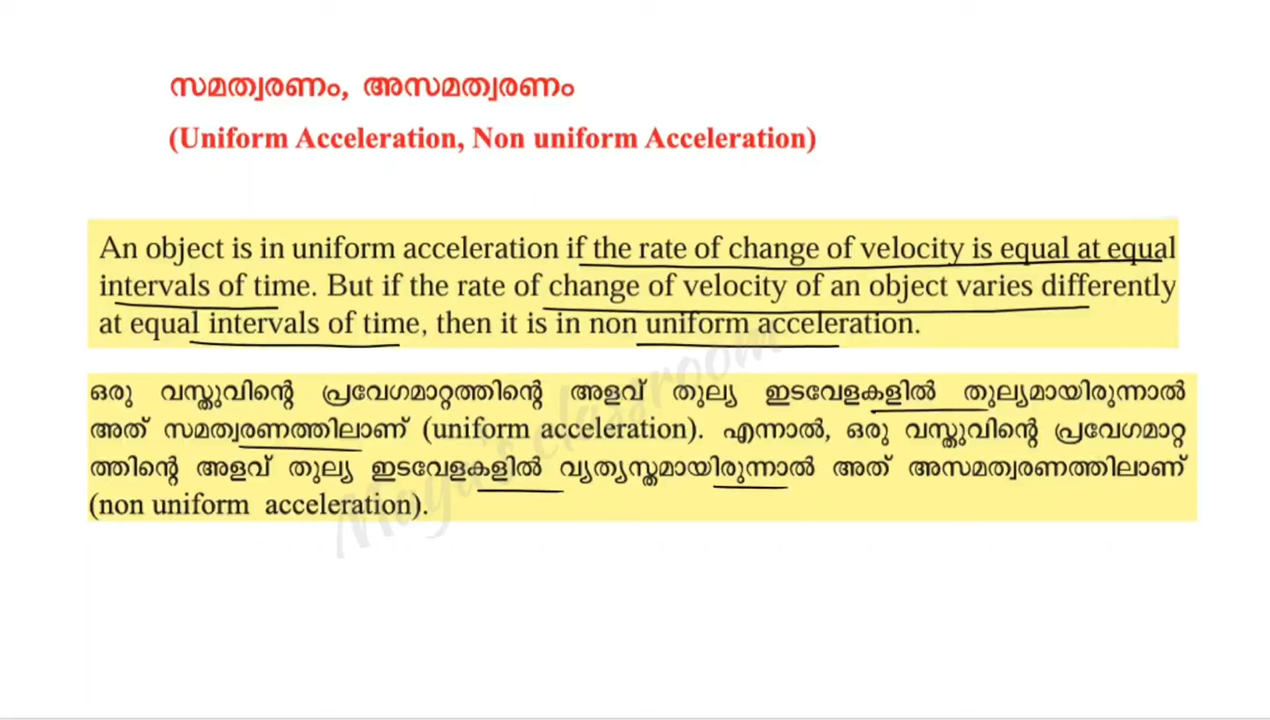 സമത്വരണം, അസമത്വരണം
(Uniform Acceleration, Non uniform Acceleration)
An object is in uniform acceleration if the rate of change of velocity is equal at equal
intervals of time. But if the rate of change of velocity of an object varies differently
at equal intervals of time, then it is in non uniform acceleration.
ഒരു വസ്തുവിന്റെ പ്രവേഗമാറ്റത്തിന്റെ അളവ് തുല്യ ഇടവേളകളിൽ തുല്യമായിരുന്നാൽ
അത് സമത്വരണത്തിലാണ് (uniform acceleration). എന്നാൽ, ഒരു വസ്തുവിന്റെ പ്രവേഗമാറ്റ
ത്തിന്റെ അളവ് തുല്യ ഇടവേളകളിൽ വ്യത്യസ്തമായിരുന്നാൽ അത് അസമത്വരണത്തിലാണ്
(non uniform acceleration).